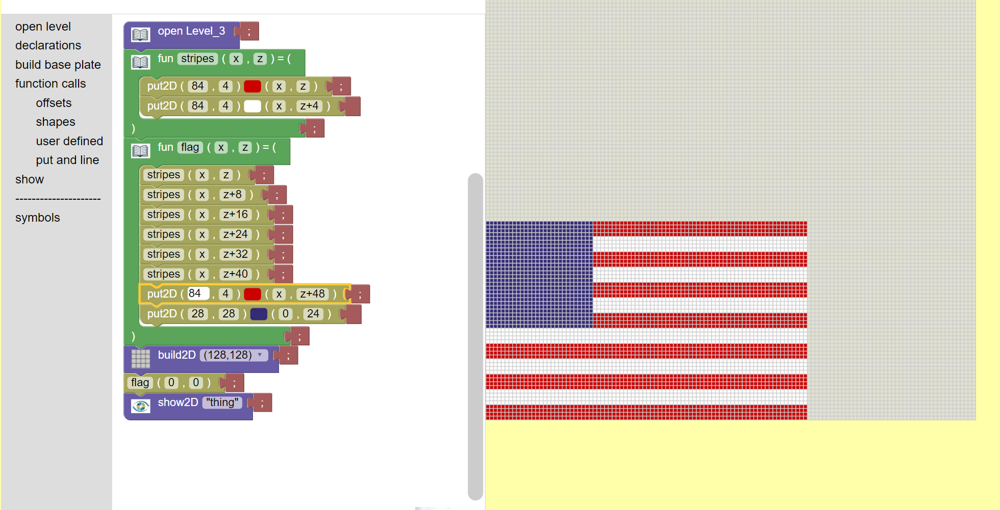 open level
declarations
build base plate
function calls
offsets
shapes
user defined
put and line
show
---------------------
symbols
open Level_3 ;
fun stripes ( x , z ) = (
put2D ( 84 , 4 ) ( x , z ) ;
put2D ( 84 , 4 ) ( x , z+4 )
) ;
fun flag ( x , z ) = (
stripes ( x , z ) ;
stripes ( x , z+8 ) ;
stripes ( x , z+16 ) ;
stripes ( x , z+24 ) ;
stripes ( x , z+32 ) ;
stripes ( x , z+40 ) ;
put2D ( 84 , 4 ) ( x , z+48 ) ;
put2D ( 28 , 28 ) ( 0 , 24 )
) ;
build2D (128,128) ▼ ;
flag ( 0 , 0 ) ;
show2D "thing" ;